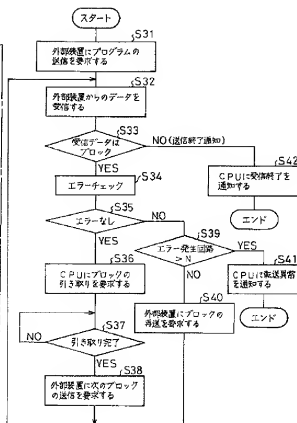 スタート
S31
外部装置にプログラムの
送信を要求する
S32
外部装置からのデータを
受信する
S33
受信データは
ブロック
NO(送信終了通知)
YES
S34
エラーチェック
S42
CPUに受信終了を
通知する
エンド
S35
エラーなし
NO
YES
S39
エラー発生回路
>N
YES
NO
S36
CPUにブロックの
引き取りを要求する
S41
CPUに転送異常
を通知する
エンド
S40
外部装置にブロックの
再送を要求する
S37
引き取り完了
NO
YES
S38
外部装置に次のブロック
の送信を要求する